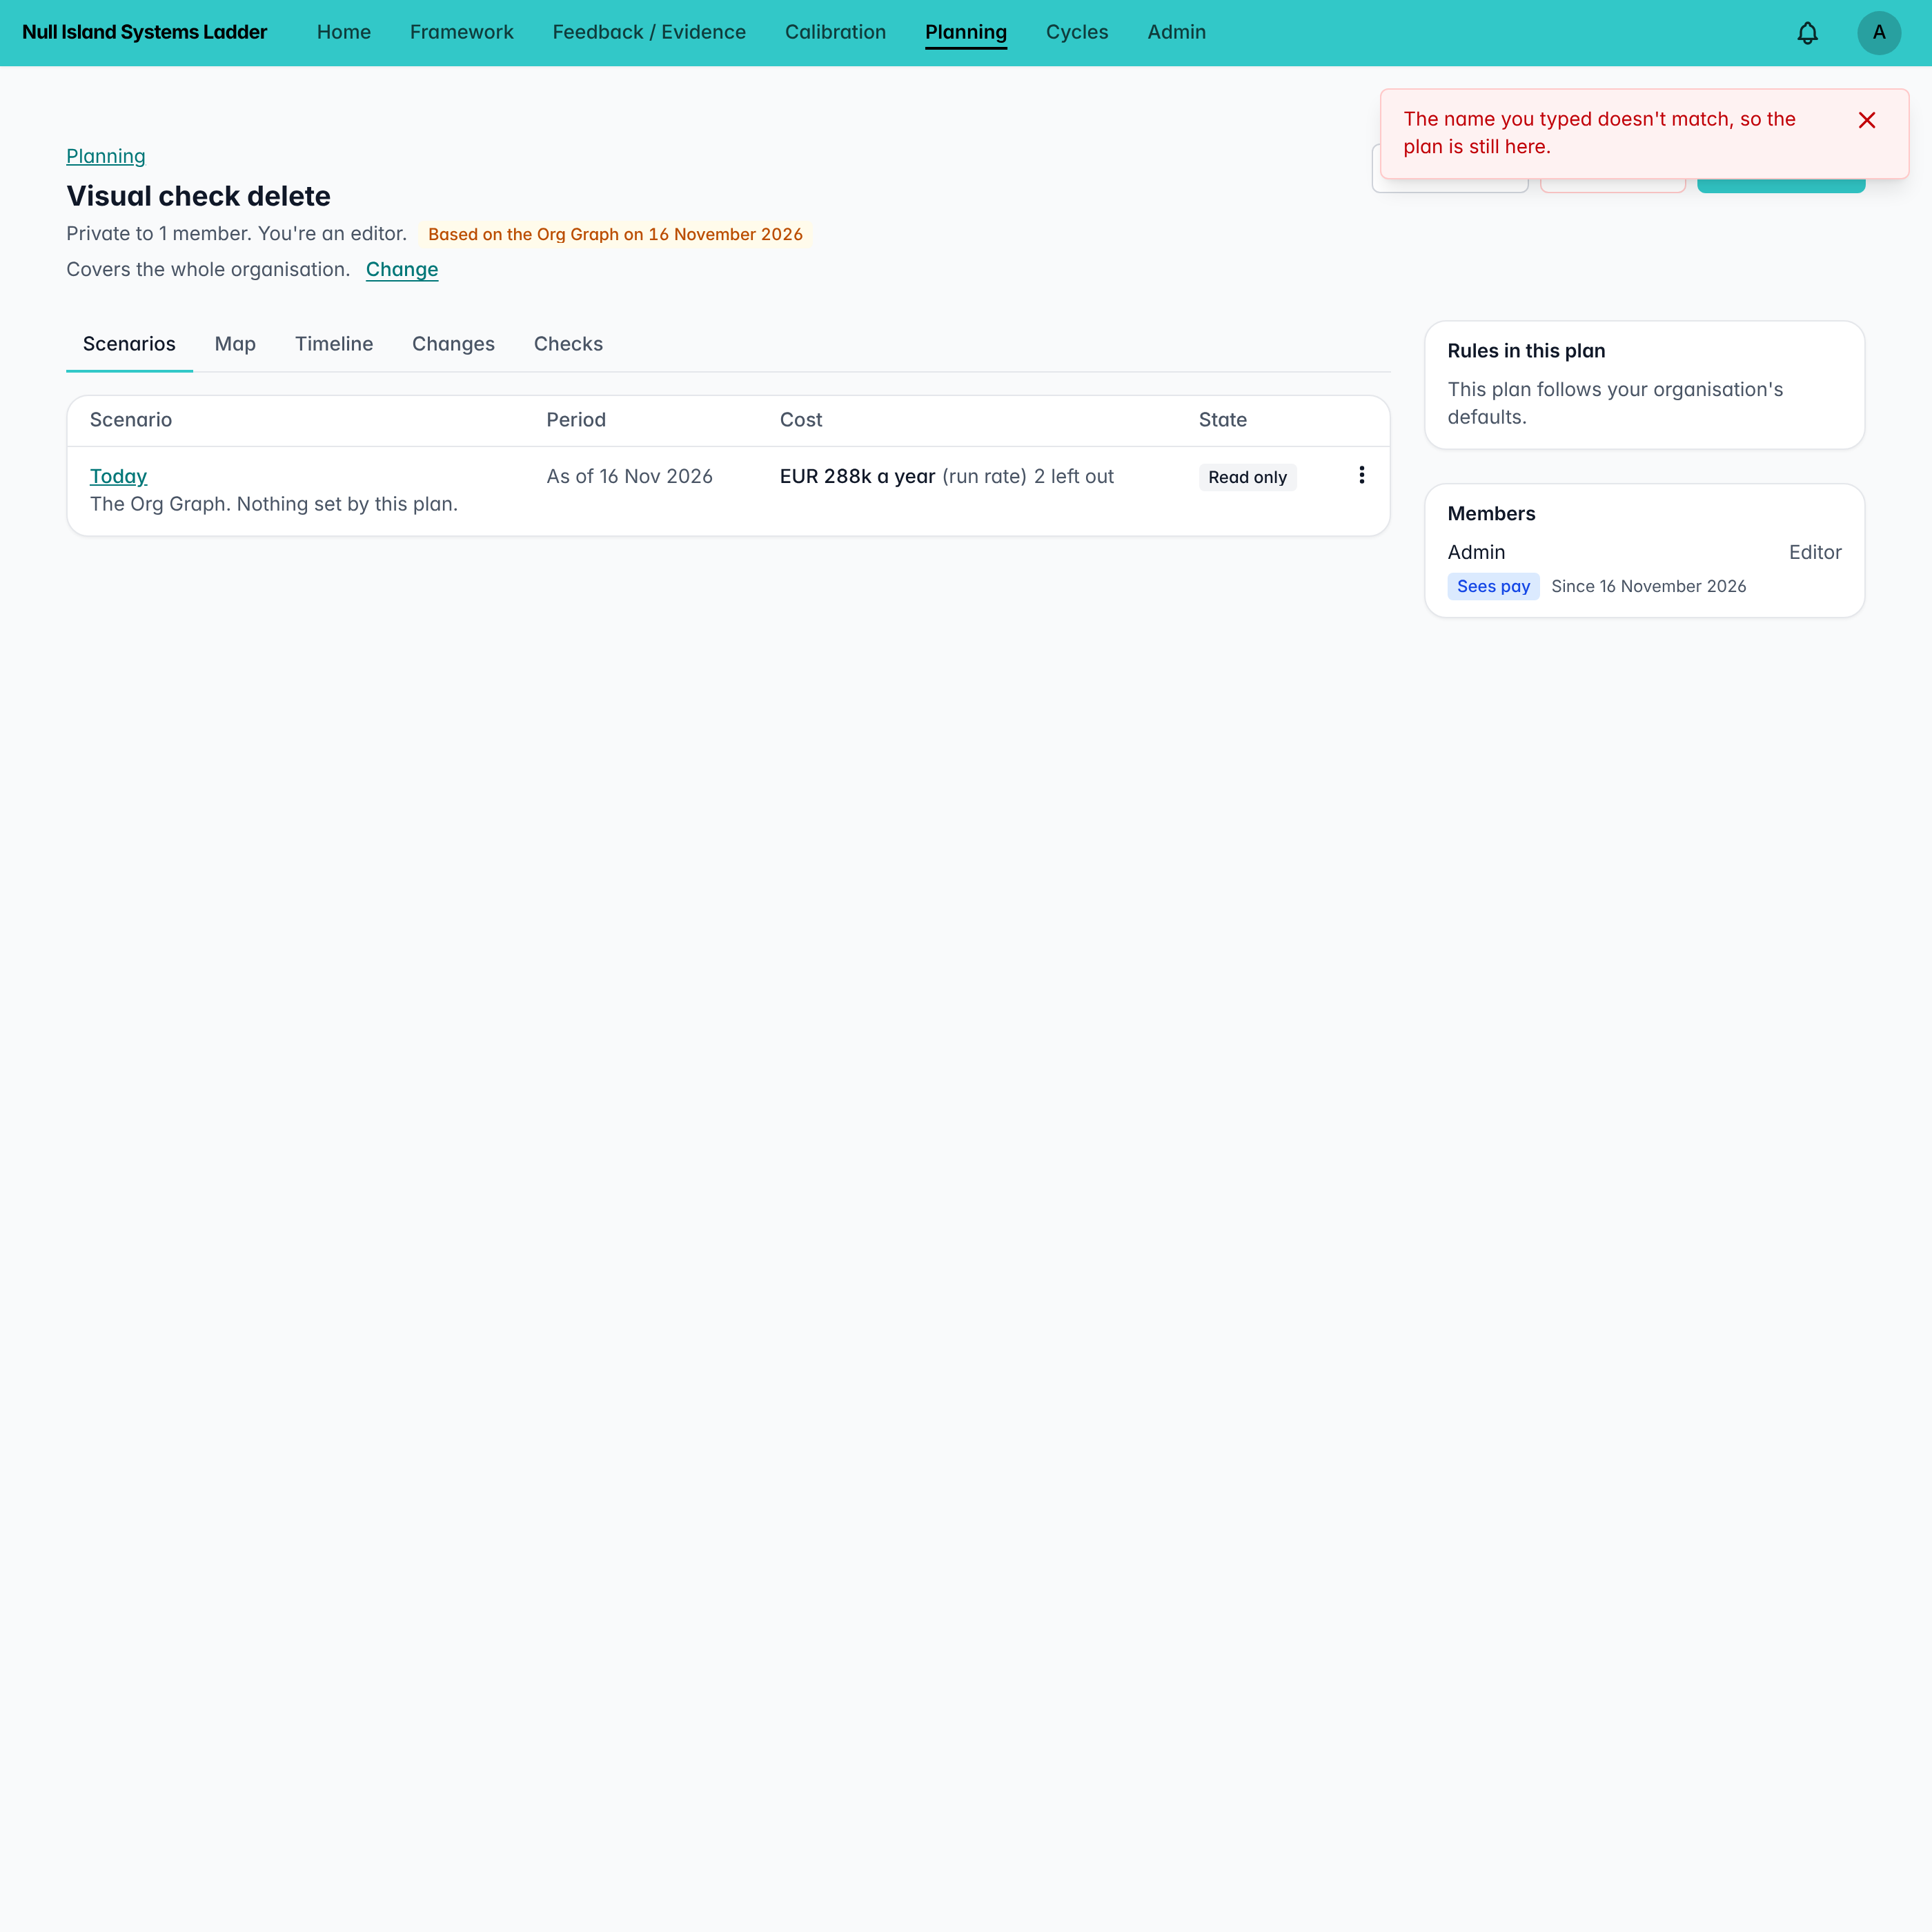 Null Island Systems Ladder
Home
Framework
Feedback / Evidence
Calibration
Planning
Cycles
Admin
A
The name you typed doesn't match, so the
plan is still here.
Planning
Visual check delete
Private to 1 member. You're an editor.
Based on the Org Graph on 16 November 2026
Covers the whole organisation.
Change
Scenarios
Map
Timeline
Changes
Checks
Scenario
Period
Cost
State
Today
As of 16 Nov 2026
EUR 288k a year (run rate) 2 left out
Read only
The Org Graph. Nothing set by this plan.
Rules in this plan
This plan follows your organisation's
defaults.
Members
Admin
Editor
Sees pay
Since 16 November 2026